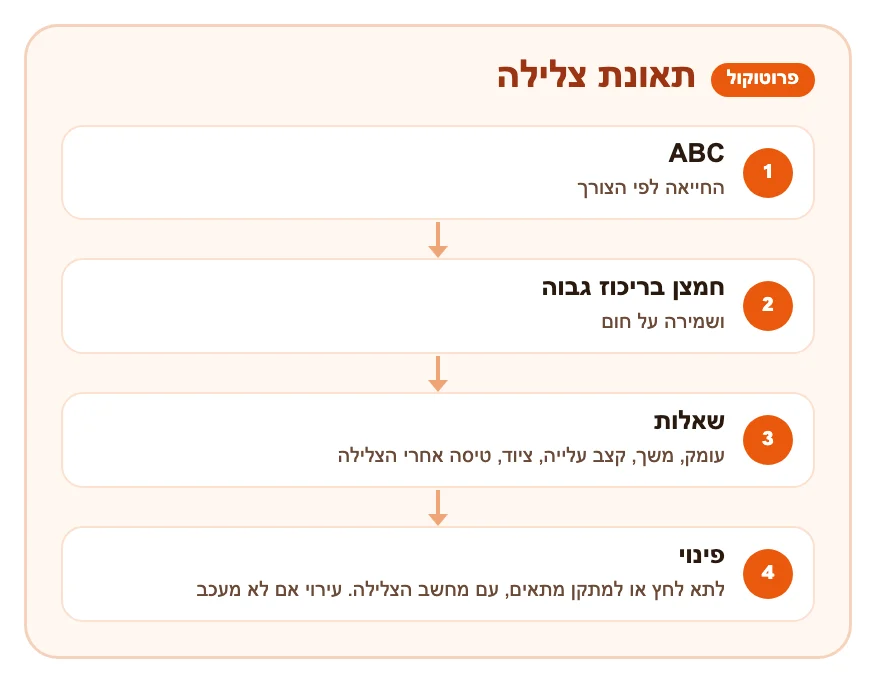 פרוטוקול
תאונת צלילה
1
ABC
החייאה לפי הצורך
2
חמצן בריכוז גבוה
ושמירה על חום
3
שאלות
עומק, משך, קצב עלייה, ציוד, טיסה אחרי הצלילה
4
פינוי
לתא לחץ או למתקן מתאים, עם מחשב הצלילה. עירוי אם לא מעכב